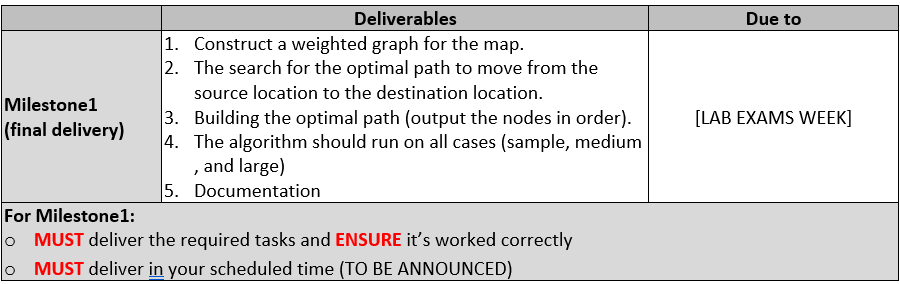 Deliverables
Due to
Milestone1
(final delivery)
1. Construct a weighted graph for the map.
2. The search for the optimal path to move from the
source location to the destination location.
3. Building the optimal path (output the nodes in order).
4. The algorithm should run on all cases (sample, medium
, and large)
5. Documentation
[LAB EXAMS WEEK]
For Milestone1:
o MUST deliver the required tasks and ENSURE it’s worked correctly
o MUST deliver in your scheduled time (TO BE ANNOUNCED)